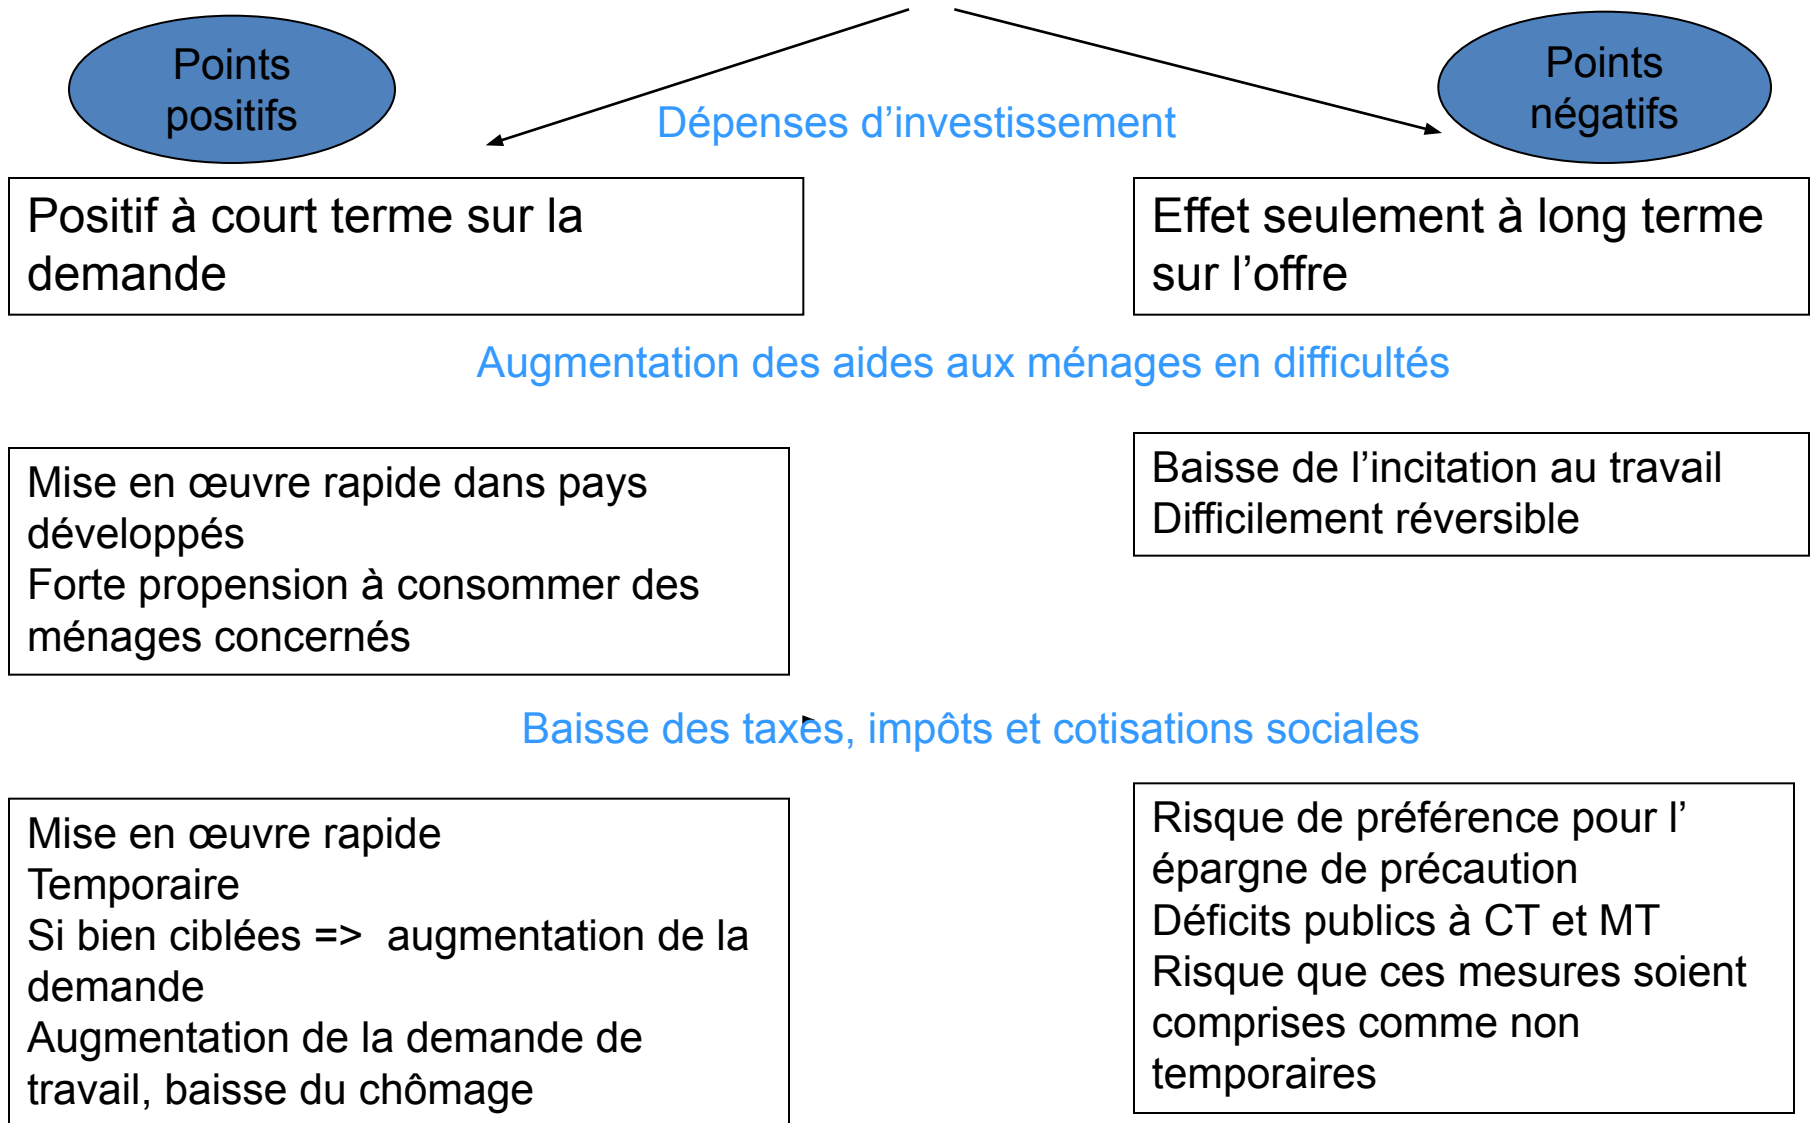 Points
positifs
Points
négatifs
Dépenses d’investissement
Positif à court terme sur la
demande
Effet seulement à long terme
sur l’offre
Augmentation des aides aux ménages en difficultés
Mise en œuvre rapide dans pays
développés
Forte propension à consommer des
ménages concernés
Baisse de l’incitation au travail
Difficilement réversible
Baisse des taxes, impôts et cotisations sociales
Mise en œuvre rapide
Temporaire
Si bien ciblées => augmentation de la
demande
Augmentation de la demande de
travail, baisse du chômage
Risque de préférence pour l’
épargne de précaution
Déficits publics à CT et MT
Risque que ces mesures soient
comprises comme non
temporaires